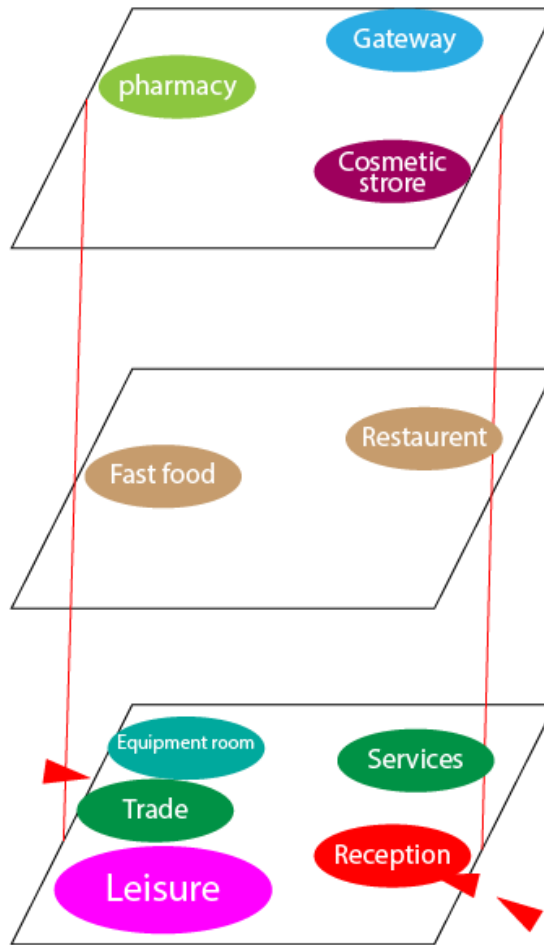 Gateway
pharmacy
Cosmetic
strore
Restaurent
Fast food
Equipment room
Services
Trade
Reception
Leisure